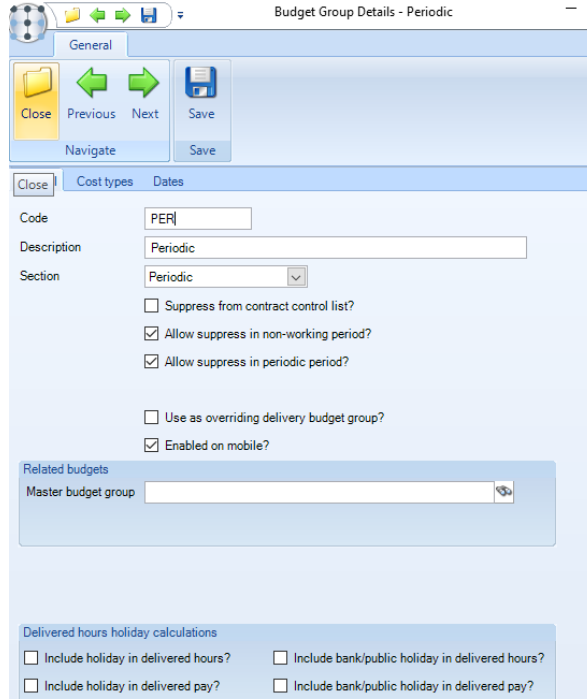 Budget Group Details - Periodic
General
Close Previous Next Save
Navigate Save
Close Cost types Dates
Code PER
Description Periodic
Section Periodic
Suppress from contract control list?
Allow suppress in non-working period?
Allow suppress in periodic period?
Use as overriding delivery budget group?
Enabled on mobile?
Related budgets
Master budget group
Delivered hours holiday calculations
Include holiday in delivered hours? Include bank/public holiday in delivered hours?
Include holiday in delivered pay? Include bank/public holiday in delivered pay?